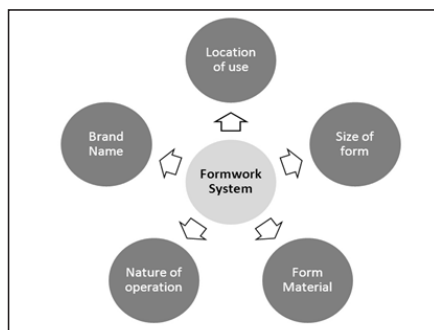 Location
of use
Brand
Name
Size of
form
Formwork
System
Nature of
operation
Form
Material